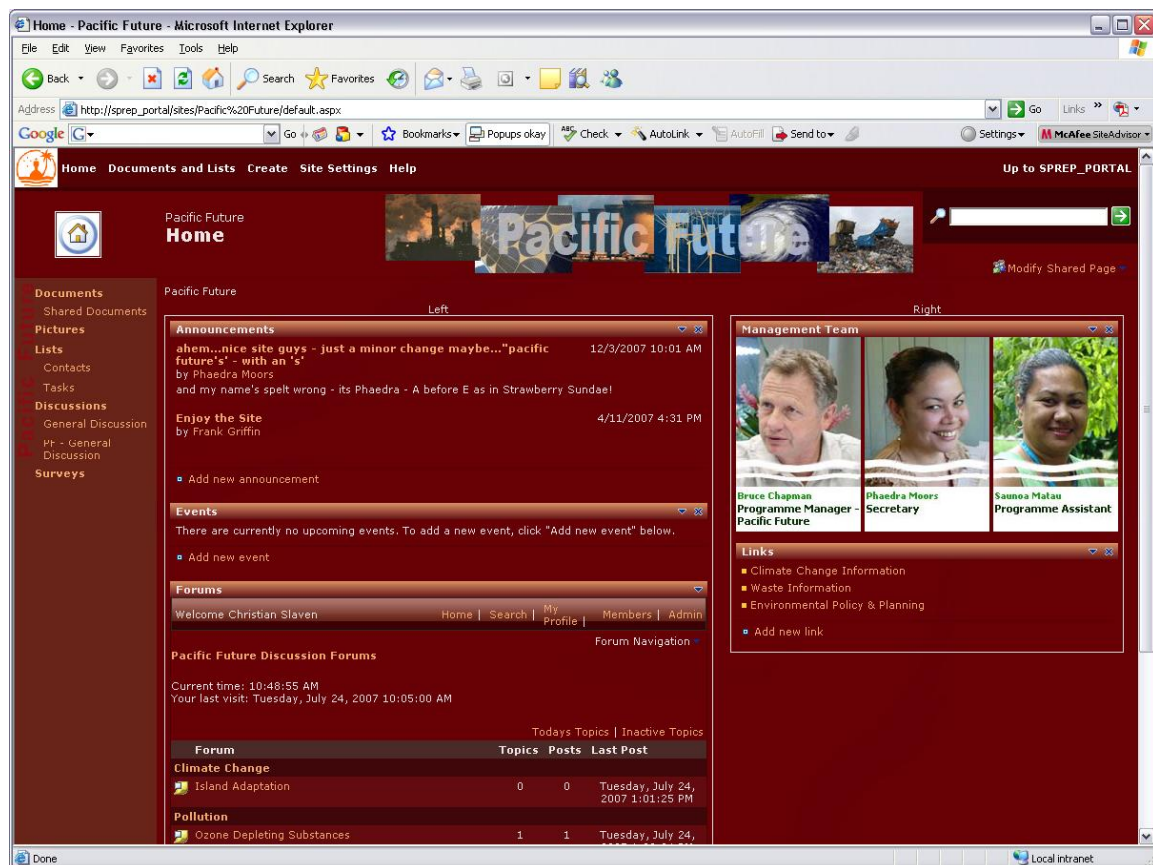 Home - Pacific Future - Microsoft Internet Explorer
File Edit View Favorites Tools Help
Back Search Favorites
Address http://sprep_portal/sites/Pacific%20Future/default.aspx Go Links
Google G Go Bookmarks Popups okay ABC Check AutoLink AutoFill Send to Settings McAfee SiteAdvisor
Home Documents and Lists Create Site Settings Help Up to SPREP_PORTAL
Pacific Future
Home
Pacific Future
Modify Shared Page
Pacific Future
Documents
Shared Documents
Pictures
Lists
Contacts
Tasks
Discussions
General Discussion
PF - General
Discussion
Surveys
Pacific Future
Left
Announcements
ahem...nice site guys - just a minor change maybe..."pacific 12/3/2007 10:01 AM
future's' - with an 's'
by Phaedra Moors
and my name's spelt wrong - its Phaedra - A before E as in Strawberry Sundae!
Enjoy the Site 4/11/2007 4:31 PM
by Frank Griffin
Add new announcement
Events
There are currently no upcoming events. To add a new event, click "Add new event" below.
Add new event
Forums
Welcome Christian Slaven Home | Search | My Profile | Members | Admin
Forum Navigation
Pacific Future Discussion Forums
Current time: 10:48:55 AM
Your last visit: Tuesday, July 24, 2007 10:05:00 AM
Todays Topics | Inactive Topics
Forum Topics Posts Last Post
Climate Change
Island Adaptation 0 0 Tuesday, July 24,
2007 1:01:25 PM
Pollution
Ozone Depleting Substances 1 1 Tuesday, July 24,
Right
Management Team
Bruce Chapman
Programme Manager -
Pacific Future
Phaedra Moors
Secretary
Saunoa Matau
Programme Assistant
Links
Climate Change Information
Waste Information
Environmental Policy & Planning
Add new link
Done Local intranet